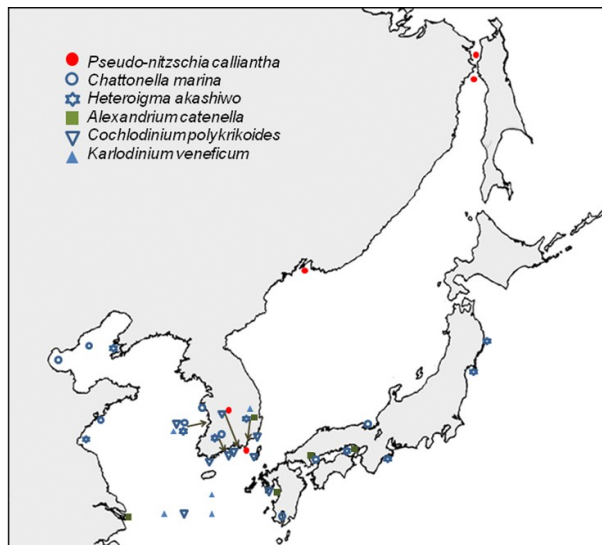 Pseudo-nitzschia calliantha
Chattonella marina
Heteroigma akashiwo
Alexandrium catenella
Cochlodinium polykrikoides
Karlodinium veneficum